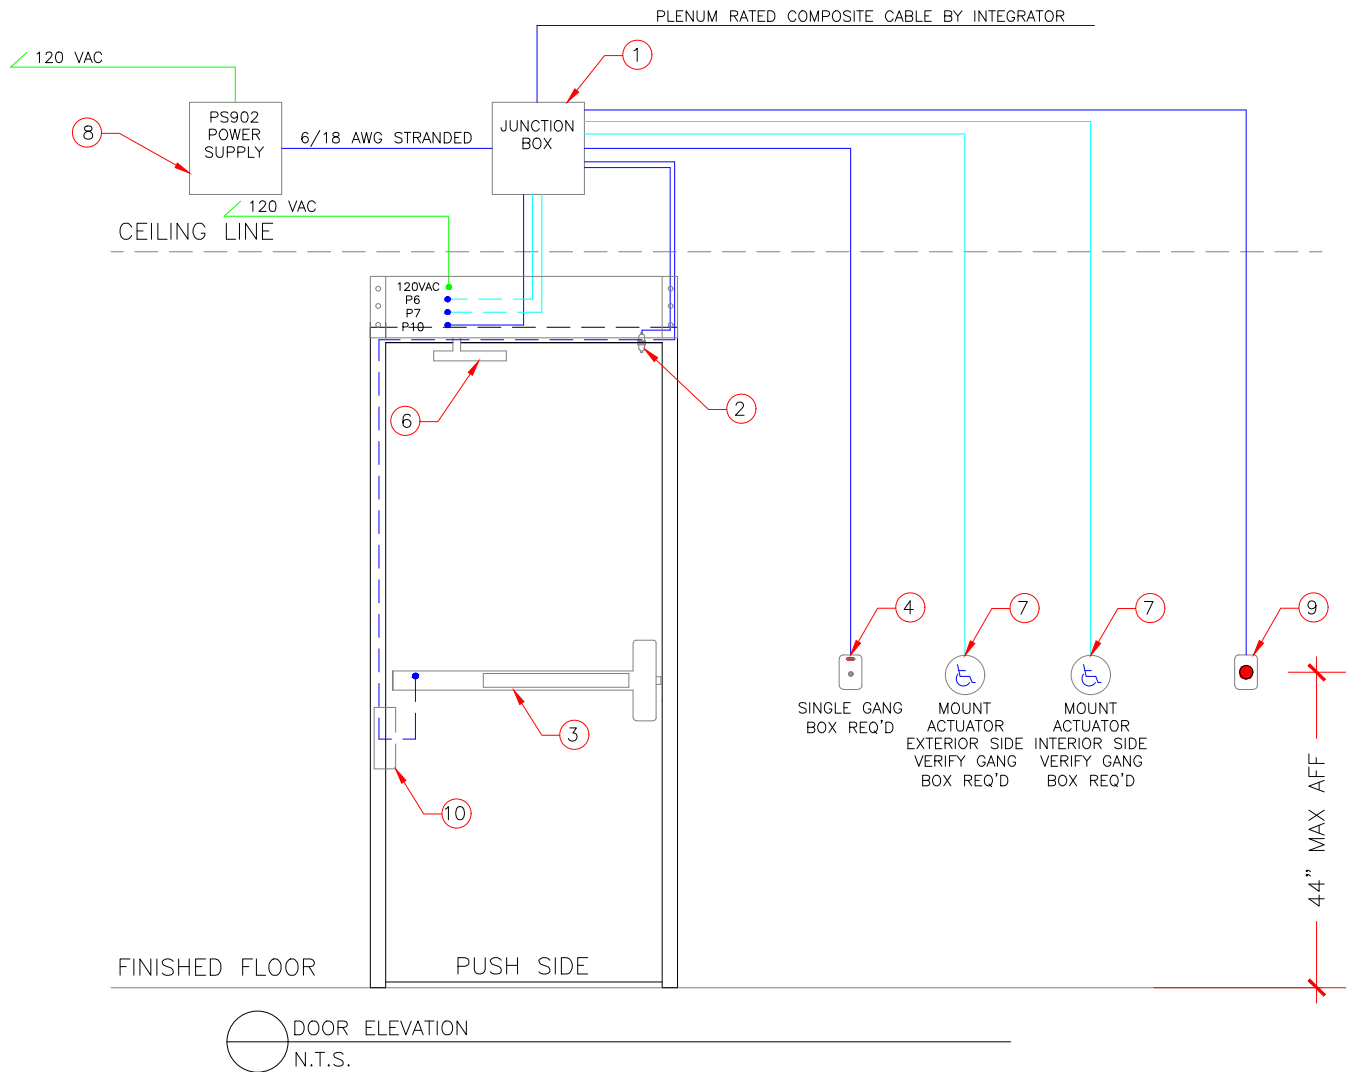 PLENUM RATED COMPOSITE CABLE BY INTEGRATOR
120 VAC
1
PS902
POWER
SUPPLY
8
6/18 AWG STRANDED
JUNCTION
BOX
120 VAC
CEILING LINE
120VAC
P6
P7
P10
6
2
4
7
7
9
SINGLE GANG
BOX REQ'D
MOUNT
ACTUATOR
EXTERIOR SIDE
VERIFY GANG
BOX REQ'D
MOUNT
ACTUATOR
INTERIOR SIDE
VERIFY GANG
BOX REQ'D
3
10
44" MAX AFF
FINISHED FLOOR
PUSH SIDE
DOOR ELEVATION
N.T.S.